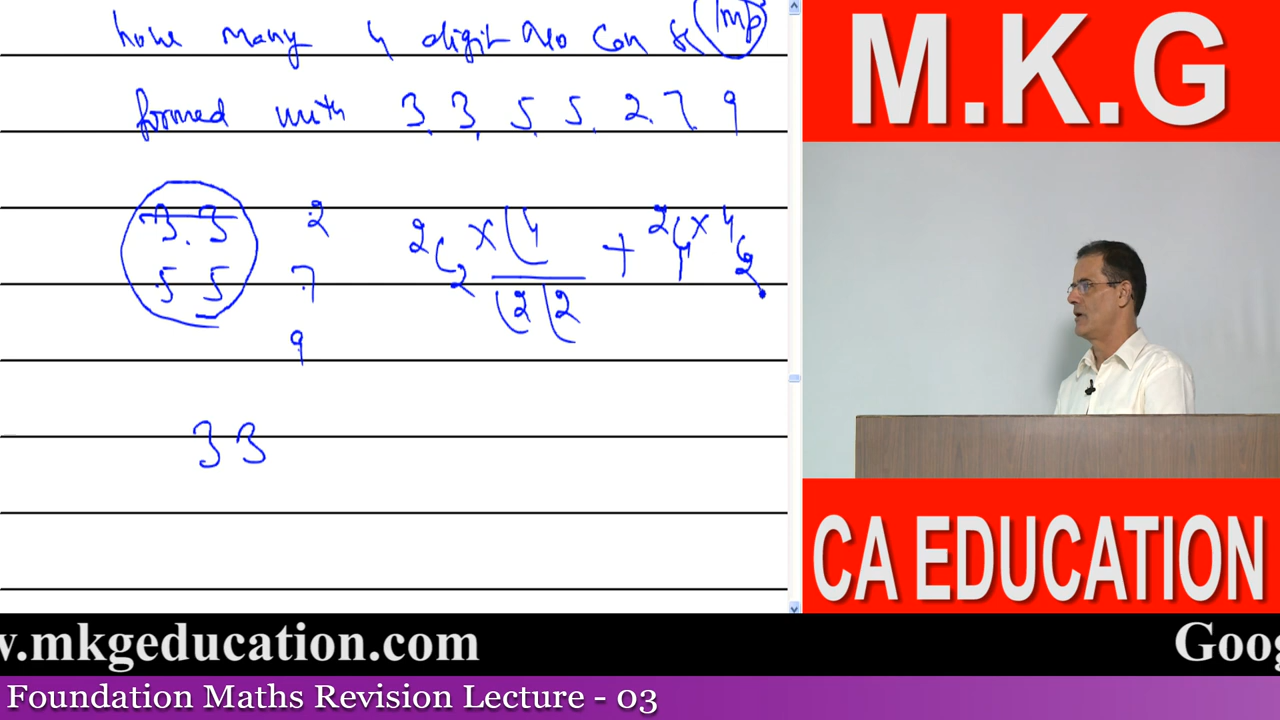 how many 4 digit no can be Imp
formed with 3, 3, 5, 5, 2, 7, 9
3, 3 2 2C2 × 4 + 2C1 × 4C2
5 5 7 2 2
9
3 3
M.K.G
CA EDUCATION
w.mkgeducation.com Goog
Foundation Maths Revision Lecture - 03